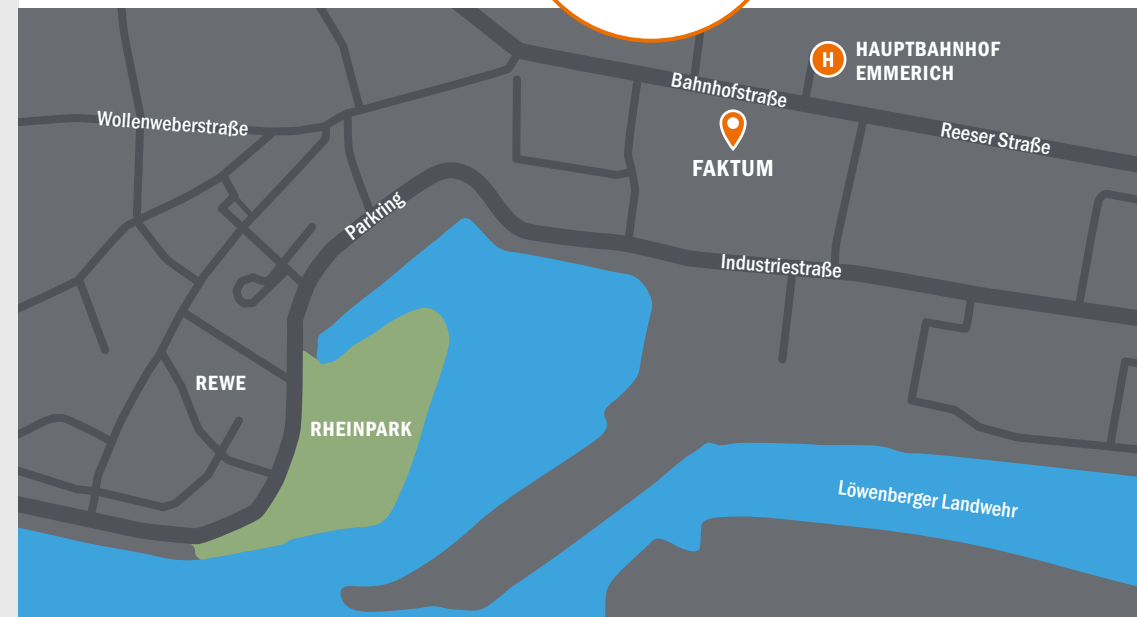 H
HAUPTBAHNHOF
EMMERICH
Bahnhofstraße
Wollenweberstraße
Reeser Straße
FAKTUM
Parkring
Industriestraße
REWE
RHEINPARK
Löwenberger Landwehr